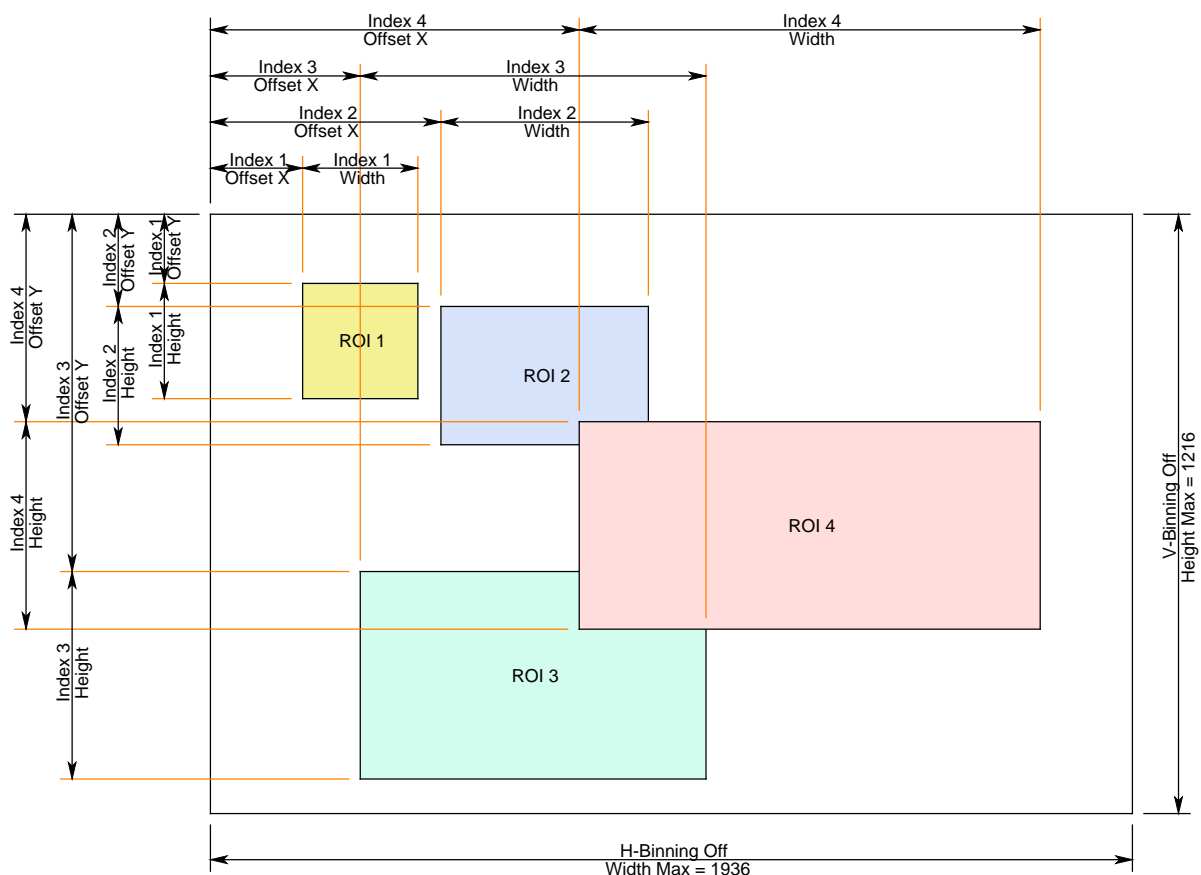 Index 4
Offset X
Index 4
Width
Index 3
Offset X
Index 3
Width
Index 2
Offset X
Index 2
Width
Index 1
Offset X
Index 1
Width
Index 1
Offset Y
Index 2
Offset Y
Index 4
Offset Y
Index 3
Offset Y
Index 1
Height
Index 2
Height
Index 4
Height
Index 3
Height
ROI 1
ROI 2
ROI 4
ROI 3
V-Binning Off
Height Max = 1216
H-Binning Off
Width Max = 1936